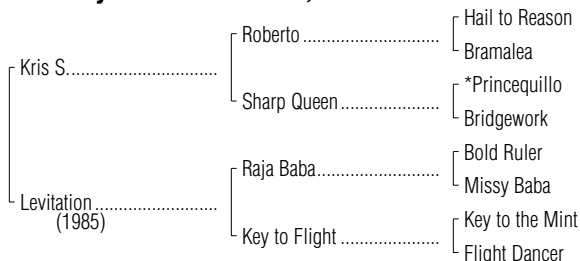 Hail to Reason
Roberto
Bramalea
Kris S.
*Princequillo
Sharp Queen
Bridgework
Bold Ruler
Raja Baba
Missy Baba
Levitation
(1985)
Key to the Mint
Key to Flight
Flight Dancer